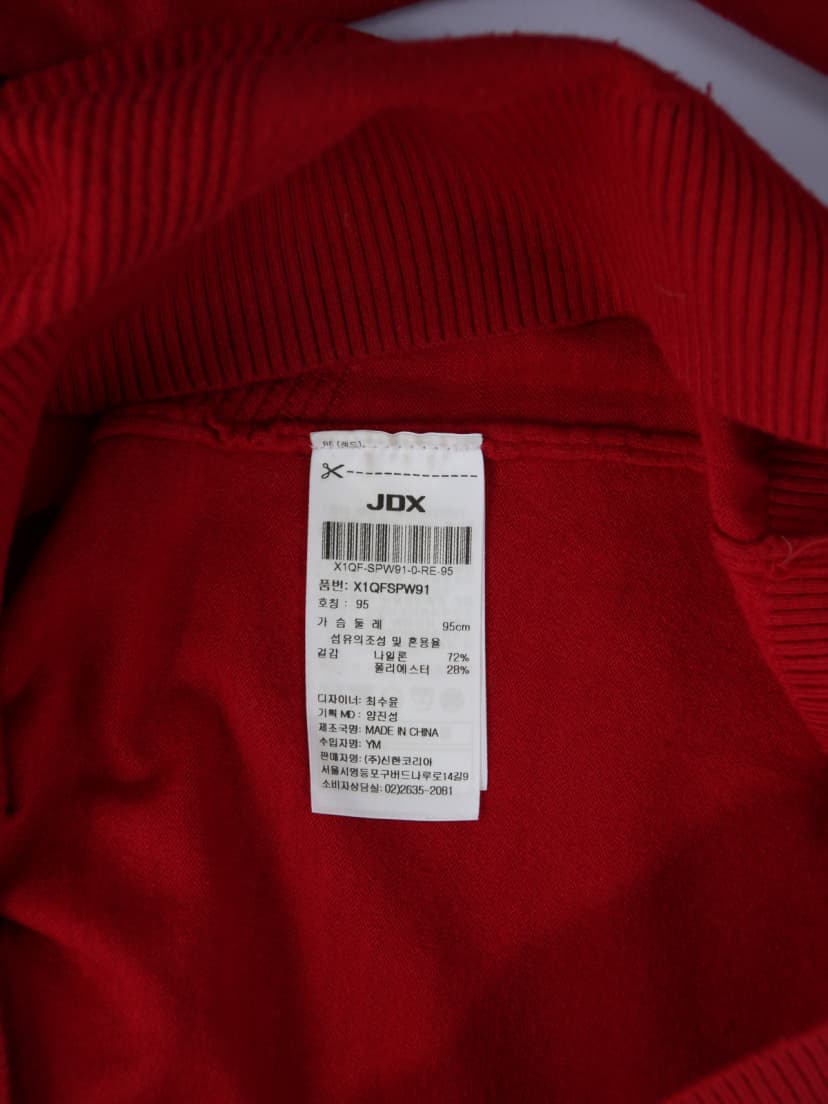 RE (레드)
JDX
X1QF-SPW91-0-RE-95
품번: X1QFSPW91
호칭 : 95
가 슴 둘 레 95cm
섬유의조성 및 혼용율
겉감 나일론 72%
폴리에스터 28%
디자이너: 최수윤
기획 MD : 양진성
제조국명: MADE IN CHINA
수입자명: YM
판매자명: (주)신한코리아
서울시영등포구버드나루로14길9
소비자상담실: 02)2635-2081